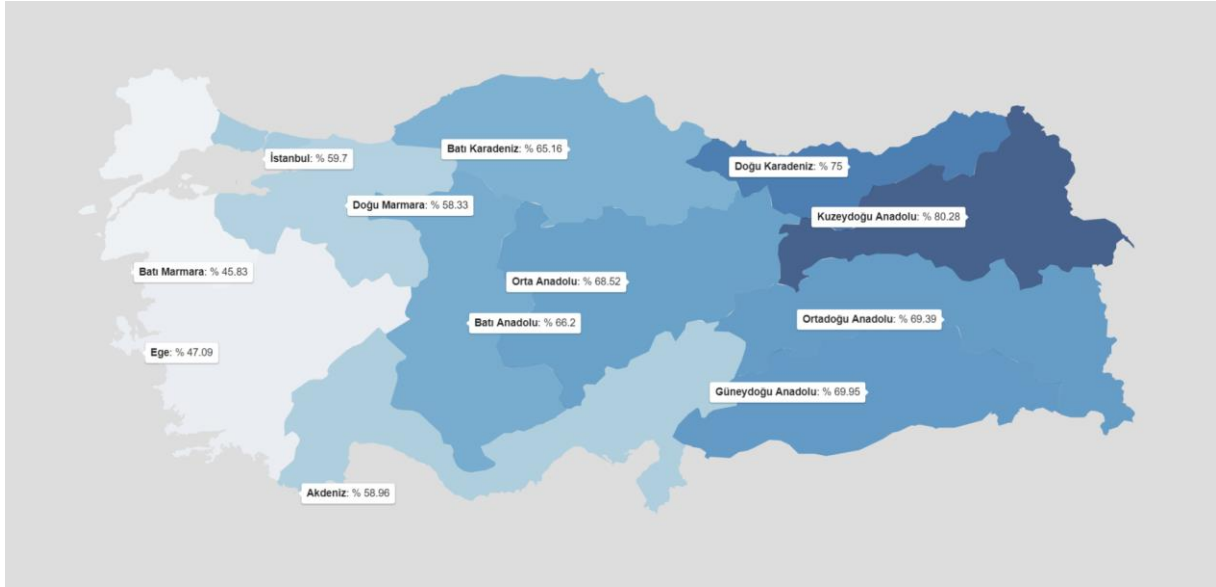 Batı Karadeniz: % 65.16
İstanbul: % 59.7
Doğu Karadeniz: % 75
Doğu Marmara: % 58.33
Kuzeydoğu Anadolu: % 80.28
Batı Marmara: % 45.83
Orta Anadolu: % 68.52
Batı Anadolu: % 66.2
Ortadoğu Anadolu: % 69.39
Ege: % 47.09
Güneydoğu Anadolu: % 69.95
Akdeniz: % 58.96